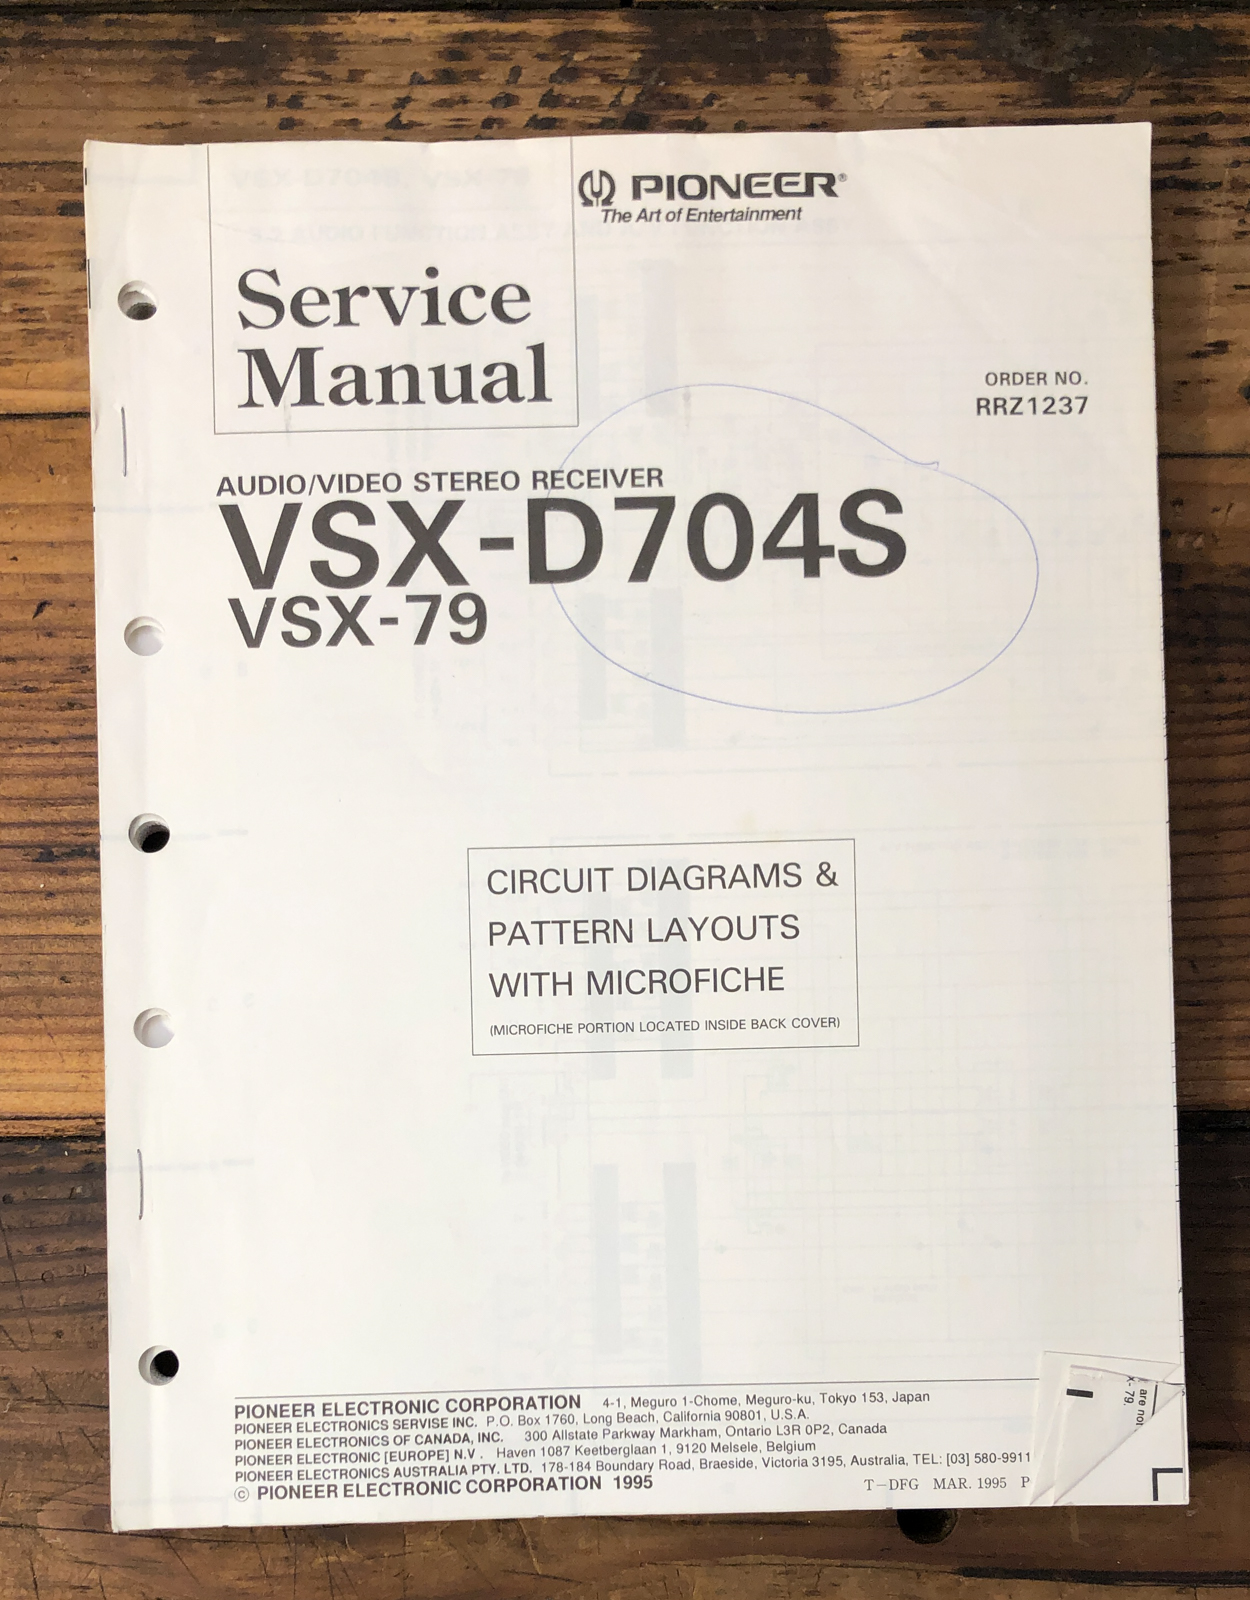 PIONEER®
The Art of Entertainment
Service
Manual
ORDER NO.
RRZ1237
AUDIO/VIDEO STEREO RECEIVER
VSX-D704S
VSX-79
CIRCUIT DIAGRAMS &
PATTERN LAYOUTS
WITH MICROFICHE
(MICROFICHE PORTION LOCATED INSIDE BACK COVER)
PIONEER ELECTRONIC CORPORATION 4-1, Meguro 1-Chome, Meguro-ku, Tokyo 153, Japan
PIONEER ELECTRONICS SERVISE INC. P.O. Box 1760, Long Beach, California 90801, U.S.A.
PIONEER ELECTRONICS OF CANADA, INC. 300 Allstate Parkway Markham, Ontario L3R 0P2, Canada
PIONEER ELECTRONIC [EUROPE] N.V. Haven 1087 Keetberglaan 1, 9120 Melsele, Belgium
PIONEER ELECTRONICS AUSTRALIA PTY. LTD. 178-184 Boundary Road, Braeside, Victoria 3195, Australia, TEL: [03] 580-9911
© PIONEER ELECTRONIC CORPORATION 1995
T-DFG MAR. 1995 P
are not
X-79.